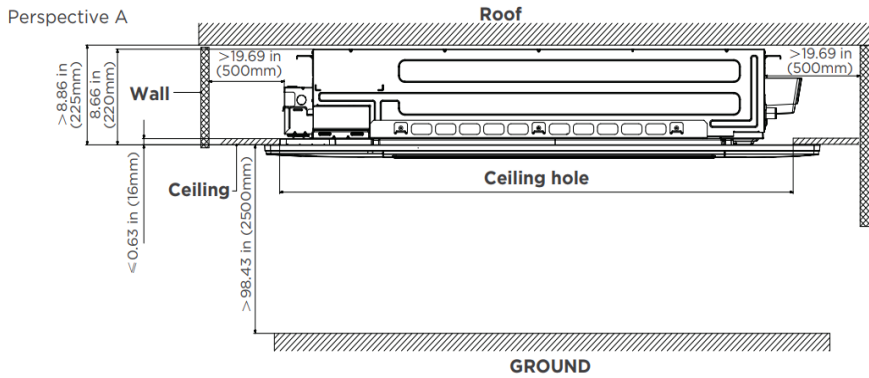 Perspective A
Roof
>19.69 in
(500mm)
>19.69 in
(500mm)
>8.86 in
(225mm)
8.66 in
(220mm)
Wall
Ceiling
Ceiling hole
⩽0.63 in (16mm)
>98.43 in (2500mm)
GROUND